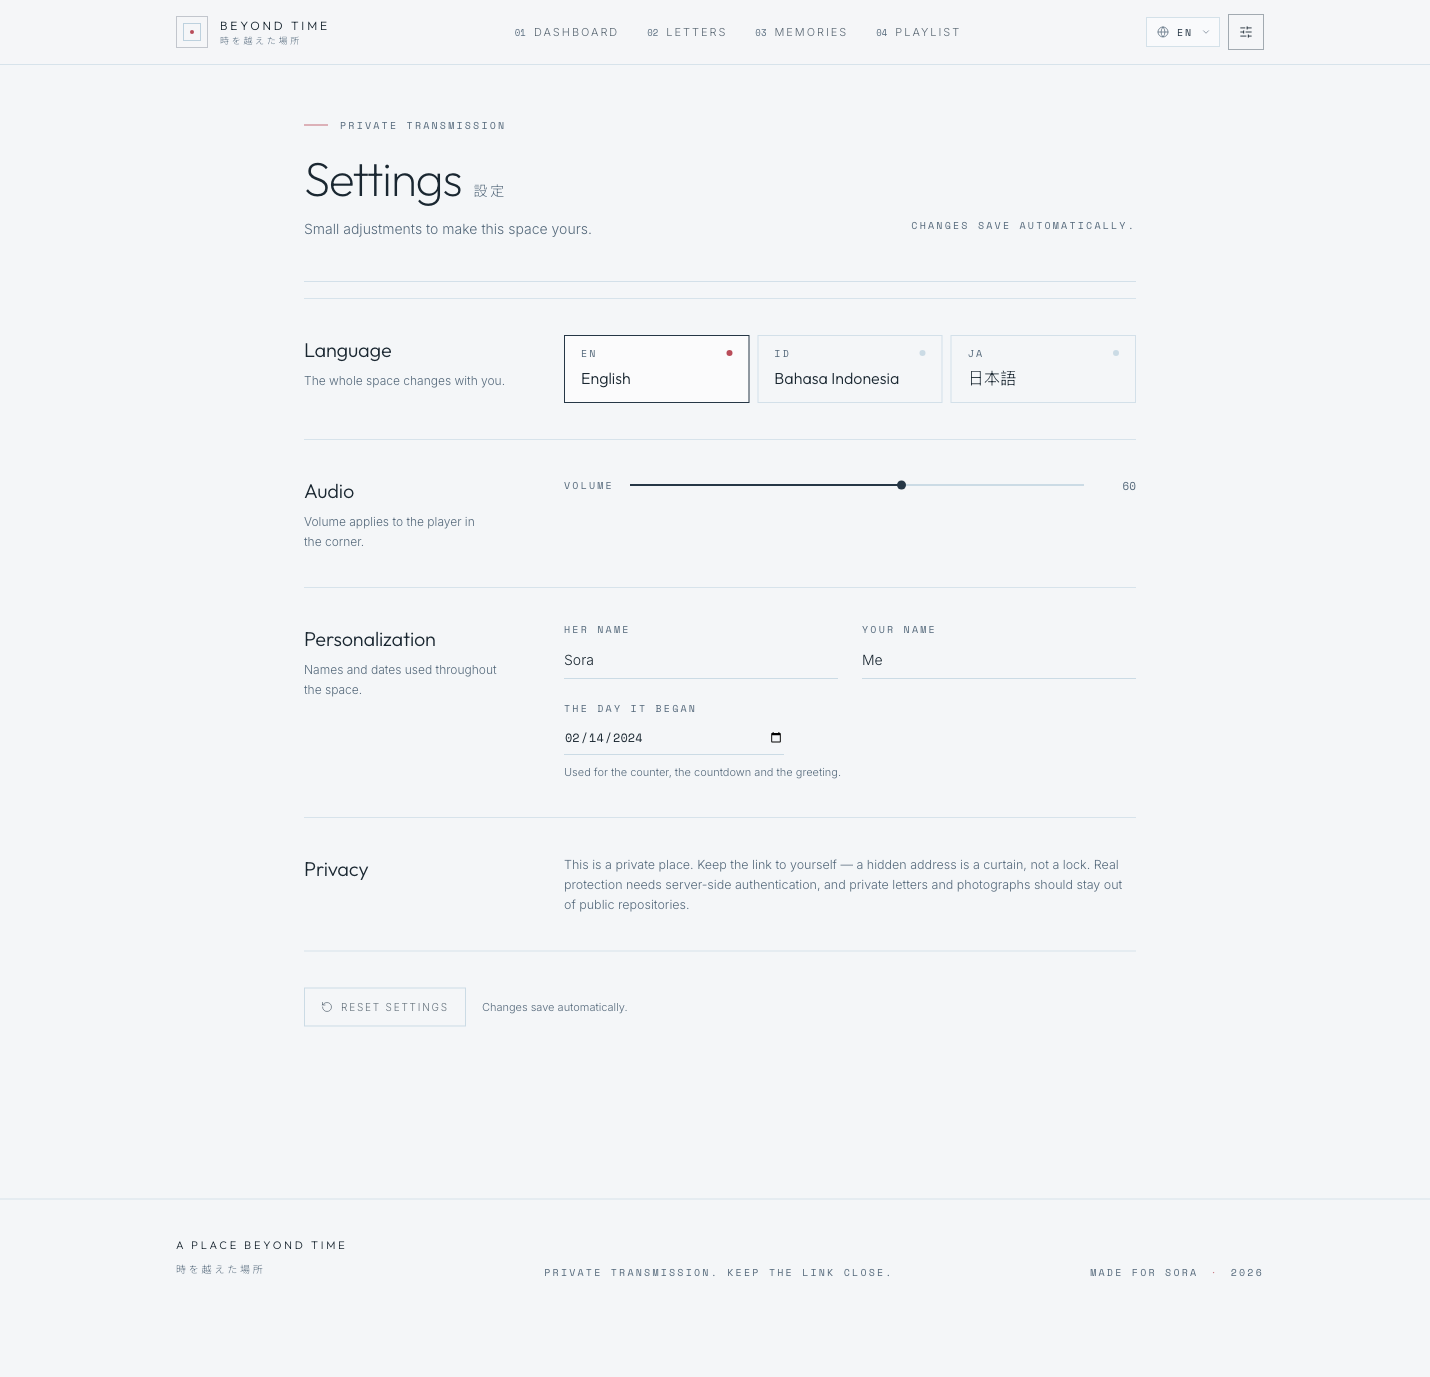 BEYOND TIME
時を越えた場所
01 DASHBOARD
02 LETTERS
03 MEMORIES
04 PLAYLIST
EN
PRIVATE TRANSMISSION
Settings 設定
Small adjustments to make this space yours.
CHANGES SAVE AUTOMATICALLY.
Language
The whole space changes with you.
EN
English
ID
Bahasa Indonesia
JA
日本語
Audio
Volume applies to the player in
the corner.
VOLUME
60
Personalization
Names and dates used throughout
the space.
HER NAME
Sora
YOUR NAME
Me
THE DAY IT BEGAN
02/14/2024
Used for the counter, the countdown and the greeting.
Privacy
This is a private place. Keep the link to yourself — a hidden address is a curtain, not a lock. Real
protection needs server-side authentication, and private letters and photographs should stay out
of public repositories.
RESET SETTINGS
Changes save automatically.
A PLACE BEYOND TIME
時を越えた場所
PRIVATE TRANSMISSION. KEEP THE LINK CLOSE.
MADE FOR SORA · 2026